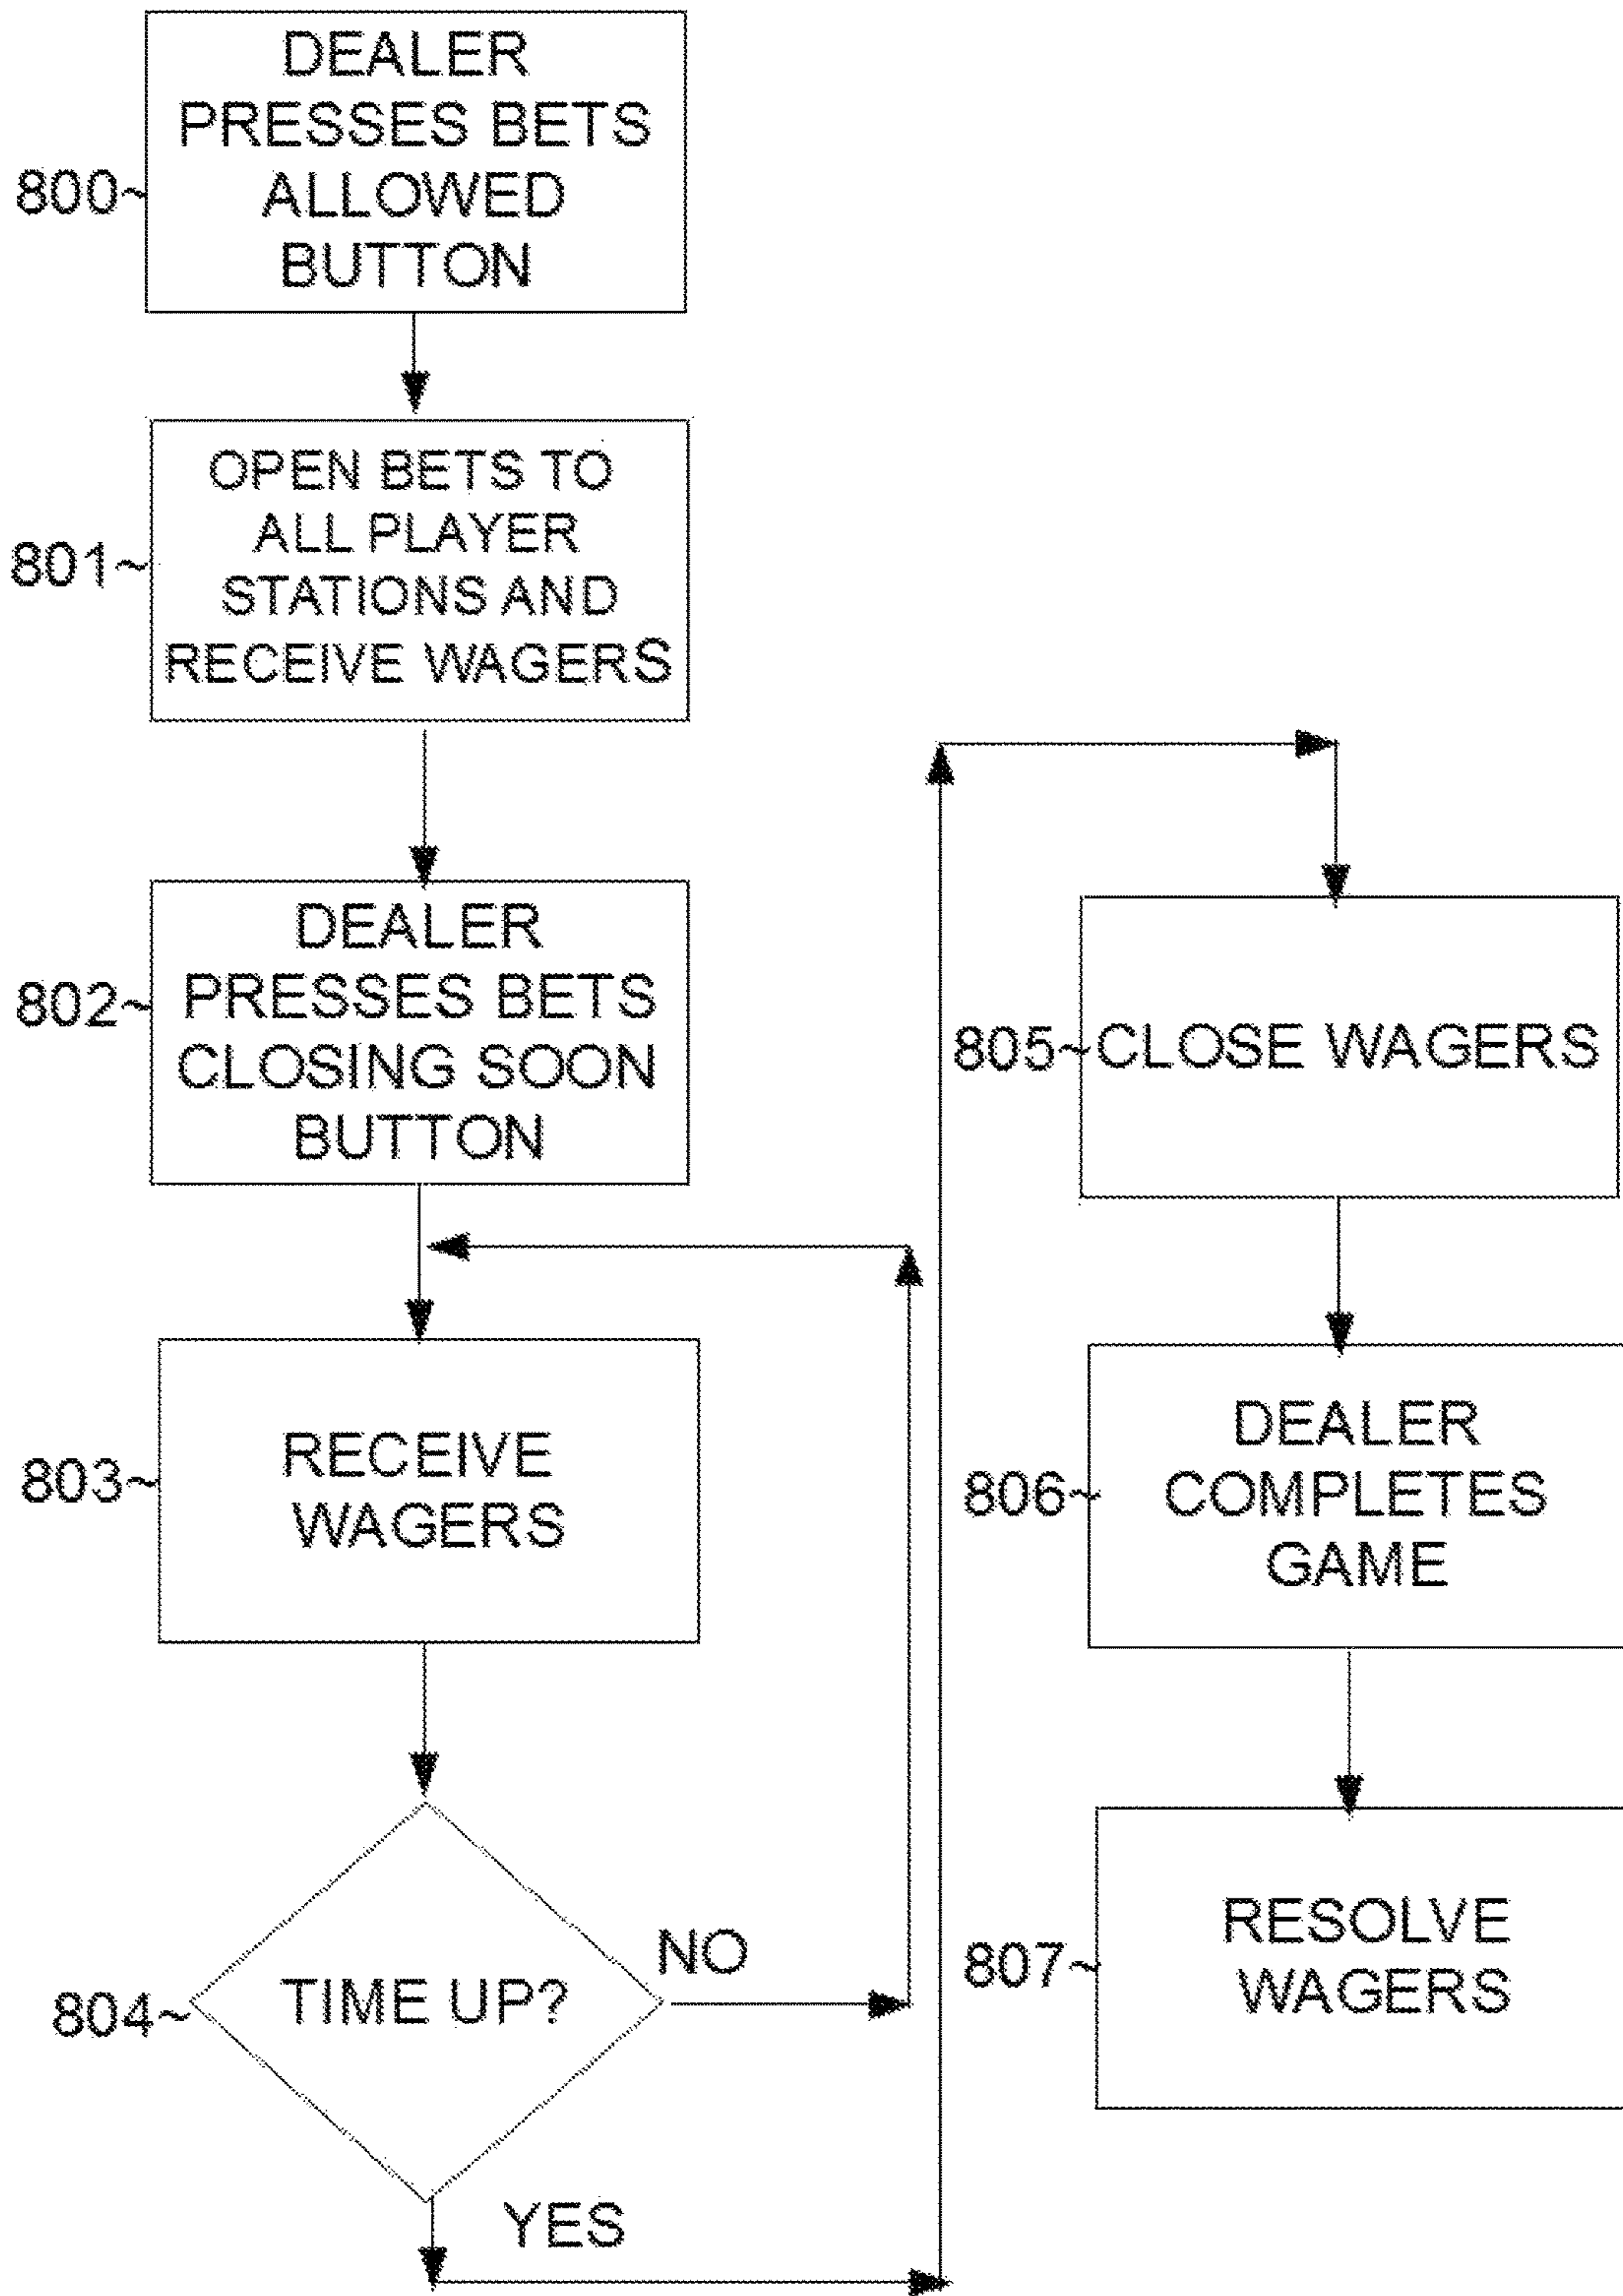 DEALER
PRESSES BETS
800~ ALLOWED
BUTTON
OPEN BETS TO
ALL PLAYER
801~ STATIONS AND
RECEIVE WAGERS
DEALER
802~ PRESSES BETS
CLOSING SOON
BUTTON
803~ RECEIVE
WAGERS
804~ TIME UP?
NO
YES
805~ CLOSE WAGERS
DEALER
806~ COMPLETES
GAME
RESOLVE
807~ WAGERS